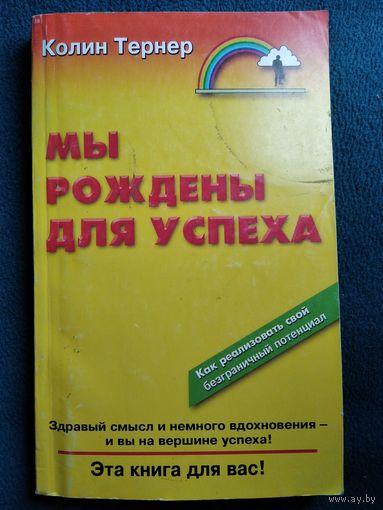 Колин Тернер
МЫ
РОЖДЕНЫ
ДЛЯ УСПЕХА
Как реализовать свой
безграничный потенциал
Здравый смысл и немного вдохновения –
и вы на вершине успеха!
Эта книга для вас!
ay.by